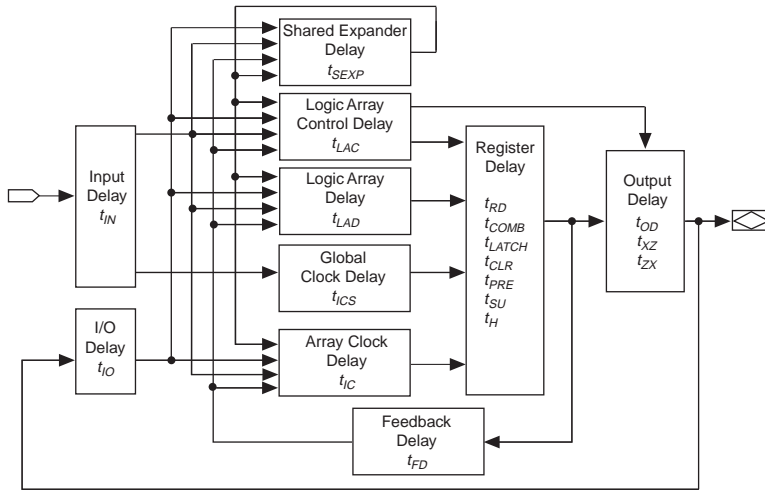 Shared Expander
Delay
tSEXP
Logic Array
Control Delay
tLAC
Input
Delay
tIN
Logic Array
Delay
tLAD
Global
Clock Delay
tICS
I/O
Delay
tIO
Array Clock
Delay
tIC
Feedback
Delay
tFD
Register
Delay
tRD
tCOMB
tLATCH
tCLR
tPRE
tSU
tH
Output
Delay
tOD
tXZ
tZX